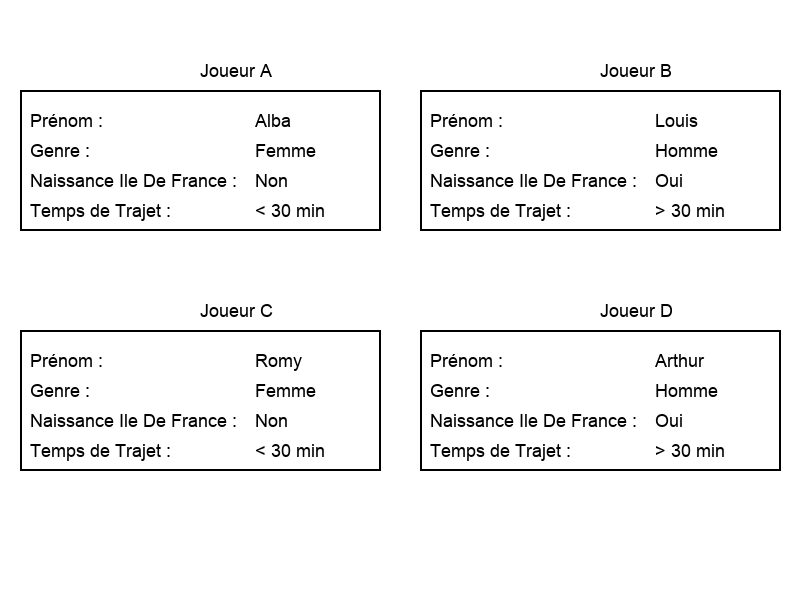 Joueur A
Prénom : Alba
Genre : Femme
Naissance Ile De France : Non
Temps de Trajet : < 30 min
Joueur B
Prénom : Louis
Genre : Homme
Naissance Ile De France : Oui
Temps de Trajet : > 30 min
Joueur C
Prénom : Romy
Genre : Femme
Naissance Ile De France : Non
Temps de Trajet : < 30 min
Joueur D
Prénom : Arthur
Genre : Homme
Naissance Ile De France : Oui
Temps de Trajet : > 30 min